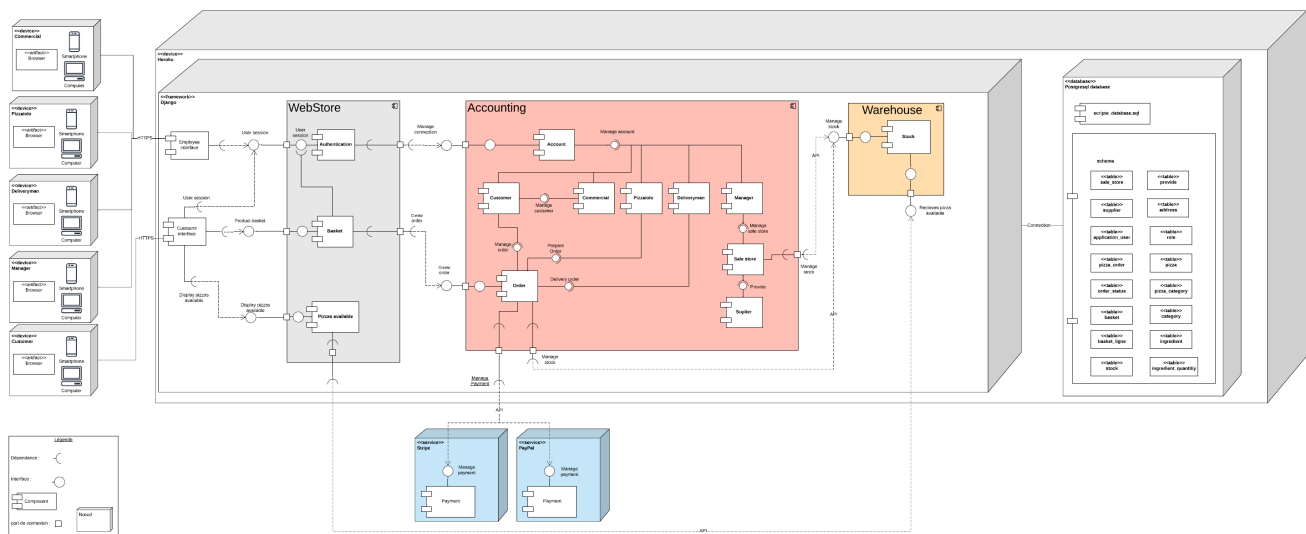 <<device>>
Commercial
<<artifact>>
Browser
Smartphone
Computer
<<device>>
Pizzaiolo
<<artifact>>
Browser
Smartphone
Computer
<<device>>
Deliveryman
<<artifact>>
Browser
Smartphone
Computer
<<device>>
Manager
<<artifact>>
Browser
Smartphone
Computer
<<device>>
Customer
<<artifact>>
Browser
Smartphone
Computer
HTTPS
HTTPS
<<device>>
Heroku
<<framework>>
Django
Employee
interface
User session
User session
Custoemr
interface
Product basket
Display pizzas
available
Display pizzas
available
WebStore
User
session
Authentication
Basket
Pizzas available
Manage
connection
Crete
order
Crete
order
Accounting
Account
Manage account
Customer
Manage
customer
Commercial
Pizzaiolo
Deliveryman
Manager
Manage
order
Prepare
Order
Manage
sale store
Order
Delivery order
Sale store
Provide
Suplier
Manage
stock
Manage
stock
Manage
Payment
API
Manage
stock
API
API
Warehouse
Stock
Retrieves pizza
available
Connection
<<database>>
Postgresql database
scripte_database.sql
schema
<<table>>
sale_store
<<table>>
provide
<<table>>
supplier
<<table>>
address
<<table>>
application_user
<<table>>
role
<<table>>
pizza_order
<<table>>
pizza
<<table>>
order_status
<<table>>
pizza_category
<<table>>
basket
<<table>>
category
<<table>>
basket_ligne
<<table>>
ingredient
<<table>>
stock
<<table>>
ingredient_quantity
<<service>>
Stripe
Manage
payment
Payment
<<service>>
PayPal
Manage
payment
Payment
API
Légende
Dépendance :
Interface :
Componant
port de connexion :
Noeud